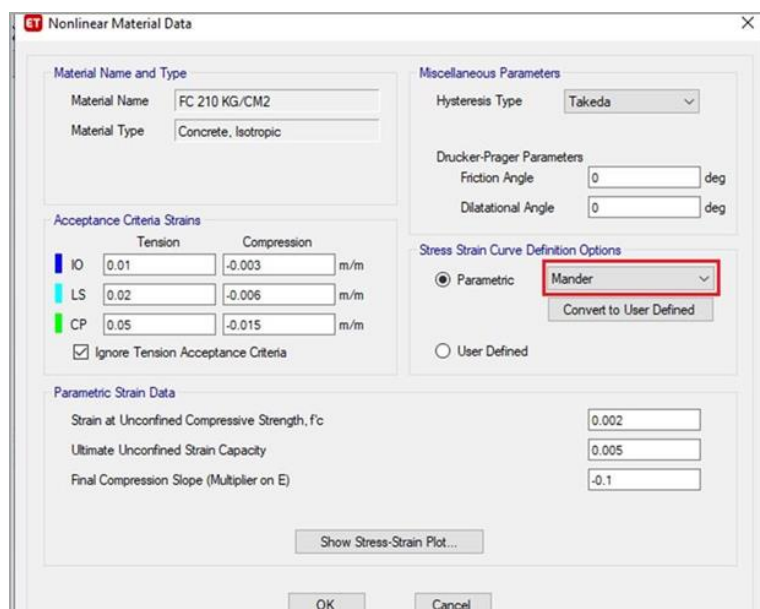 ET Nonlinear Material Data
Material Name and Type
Material Name FC 210 KG/CM2
Material Type Concrete, Isotropic
Miscellaneous Parameters
Hysteresis Type Takeda
Drucker-Prager Parameters
Friction Angle 0 deg
Dilatational Angle 0 deg
Acceptance Criteria Strains
Tension Compression
IO 0.01 -0.003 m/m
LS 0.02 -0.006 m/m
CP 0.05 -0.015 m/m
Ignore Tension Acceptance Criteria
Stress Strain Curve Definition Options
Parametric Mander
Convert to User Defined
User Defined
Parametric Strain Data
Strain at Unconfined Compressive Strength, f'c 0.002
Ultimate Unconfined Strain Capacity 0.005
Final Compression Slope (Multiplier on E) -0.1
Show Stress-Strain Plot...
OK Cancel